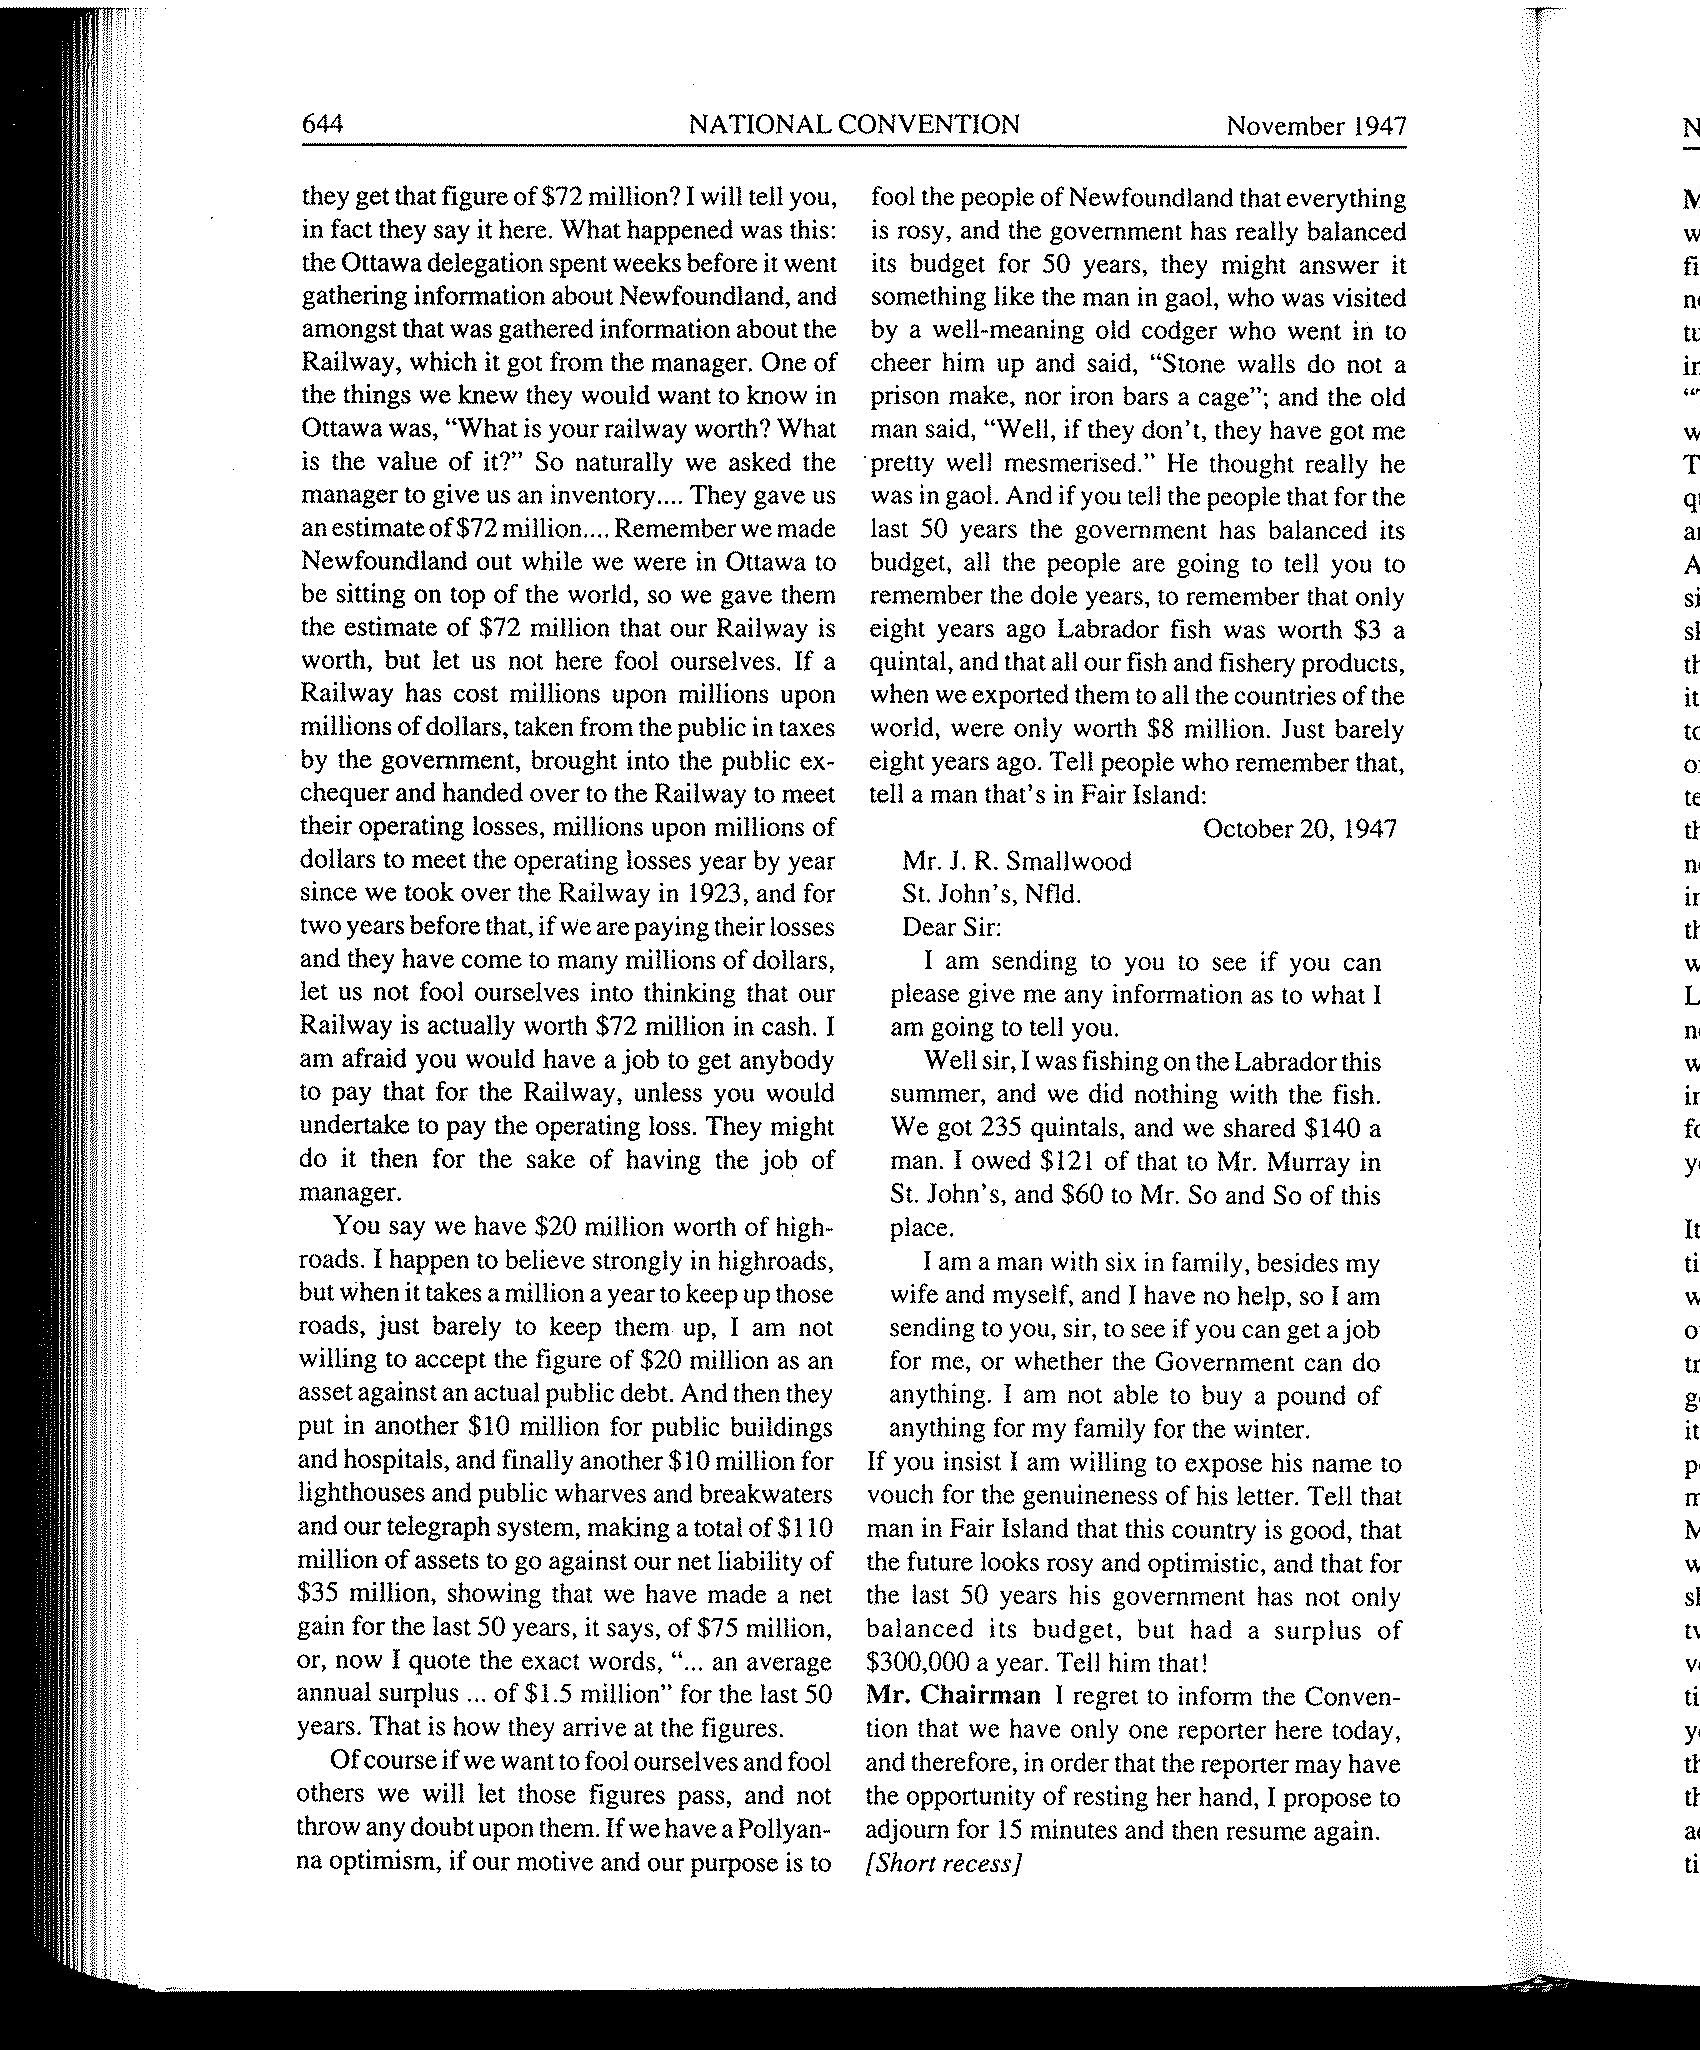 644 NATIONAL CONVENTION November 1947
they get that figure of $72 million? I will tell you,
in fact they say it here. What happened was this:
the Ottawa delegation spent weeks before it went
gathering information about Newfoundland, and
amongst that was gathered information about the
Railway, which it got from the manager. One of
the things we knew they would want to know in
Ottawa was, “What is your railway worth? What
is the value of it?” So naturally we asked the
manager to give us an inventory.... They gave us
an estimate of $72 million.... Remember we made
Newfoundland out while we were in Ottawa to
be sitting on top of the world, so we gave them
the estimate of $72 million that our Railway is
worth, but let us not here fool ourselves. If a
Railway has cost millions upon millions upon
millions of dollars, taken from the public in taxes
by the government, brought into the public ex-
chequer and handed over to the Railway to meet
their operating losses, millions upon millions of
dollars to meet the operating losses year by year
since we took over the Railway in 1923, and for
two years before that, if we are paying their losses
and they have come to many millions of dollars,
let us not fool ourselves into thinking that our
Railway is actually worth $72 million in cash. I
am afraid you would have a job to get anybody
to pay that for the Railway, unless you would
undertake to pay the operating loss. They might
do it then for the sake of having the job of
manager.
You say we have $20 million worth of high-
roads. I happen to believe strongly in highroads,
but when it takes a million a year to keep up those
roads, just barely to keep them up, I am not
willing to accept the figure of $20 million as an
asset against an actual public debt. And then they
put in another $10 million for public buildings
and hospitals, and finally another $10 million for
lighthouses and public wharves and breakwaters
and our telegraph system, making a total of $110
million of assets to go against our net liability of
$35 million, showing that we have made a net
gain for the last 50 years, it says, of $75 million,
or, now I quote the exact words, “... an average
annual surplus ... of $1.5 million” for the last 50
years. That is how they arrive at the figures.
Of course if we want to fool ourselves and fool
others we will let those figures pass, and not
throw any doubt upon them. If we have a Pollyan-
na optimism, if our motive and our purpose is to
fool the people of Newfoundland that everything
is rosy, and the government has really balanced
its budget for 50 years, they might answer it
something like the man in gaol, who was visited
by a well-meaning old codger who went in to
cheer him up and said, “Stone walls do not a
prison make, nor iron bars a cage”; and the old
man said, “Well, if they don't, they have got me
pretty well mesmerised.” He thought really he
was in gaol. And if you tell the people that for the
last 50 years the government has balanced its
budget, all the people are going to tell you to
remember the dole years, to remember that only
eight years ago Labrador fish was worth $3 a
quintal, and that all our fish and fishery products,
when we exported them to all the countries of the
world, were only worth $8 million. Just barely
eight years ago. Tell people who remember that,
tell a man that's in Fair Island:
October 20, 1947
Mr. J. R. Smallwood
St. John's, Nfld.
Dear Sir:
I am sending to you to see if you can
please give me any information as to what I
am going to tell you.
Well sir, I was fishing on the Labrador this
summer, and we did nothing with the fish.
We got 235 quintals, and we shared $140 a
man. I owed $121 of that to Mr. Murray in
St. John's, and $60 to Mr. So and So of this
place.
I am a man with six in family, besides my
wife and myself, and I have no help, so I am
sending to you, sir, to see if you can get a job
for me, or whether the Government can do
anything. I am not able to buy a pound of
anything for my family for the winter.
If you insist I am willing to expose his name to
vouch for the genuineness of his letter. Tell that
man in Fair Island that this country is good, that
the future looks rosy and optimistic, and that for
the last 50 years his government has not only
balanced its budget, but had a surplus of
$300,000 a year. Tell him that!
Mr. Chairman I regret to inform the Conven-
tion that we have only one reporter here today,
and therefore, in order that the reporter may have
the opportunity of resting her hand, I propose to
adjourn for 15 minutes and then resume again.
[Short recess]